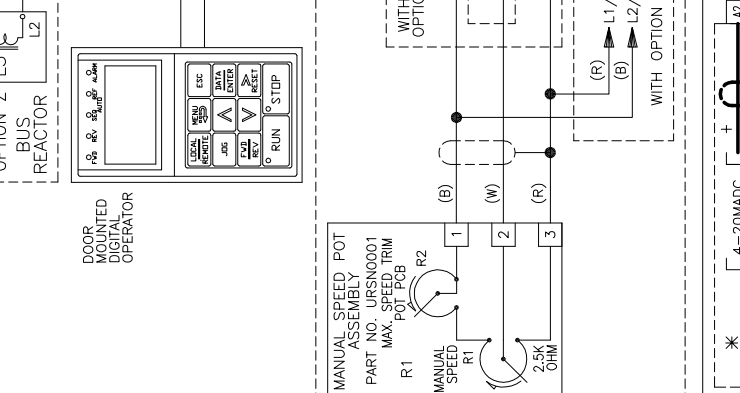 BUS
REACTOR
L2
FWD
REV
SEQ
REF
ALARM
AUTO
ESC
DATA
ENTER
RESET
MENU
LOCAL
REMOTE
JOG
FWD
REV
RUN
STOP
DOOR
MOUNTED
DIGITAL
OPERATOR
WITH
(R)
(B)
L1/
L2/
WITH OPTION
(B)
(W)
(R)
1
2
3
MANUAL SPEED POT
ASSEMBLY
PART NO. URSN0001
MAX. SPEED TRIM
POT PCB
R2
R1
MANUAL
SPEED
R1
2.5K
OHM
+
4-20MADC
*